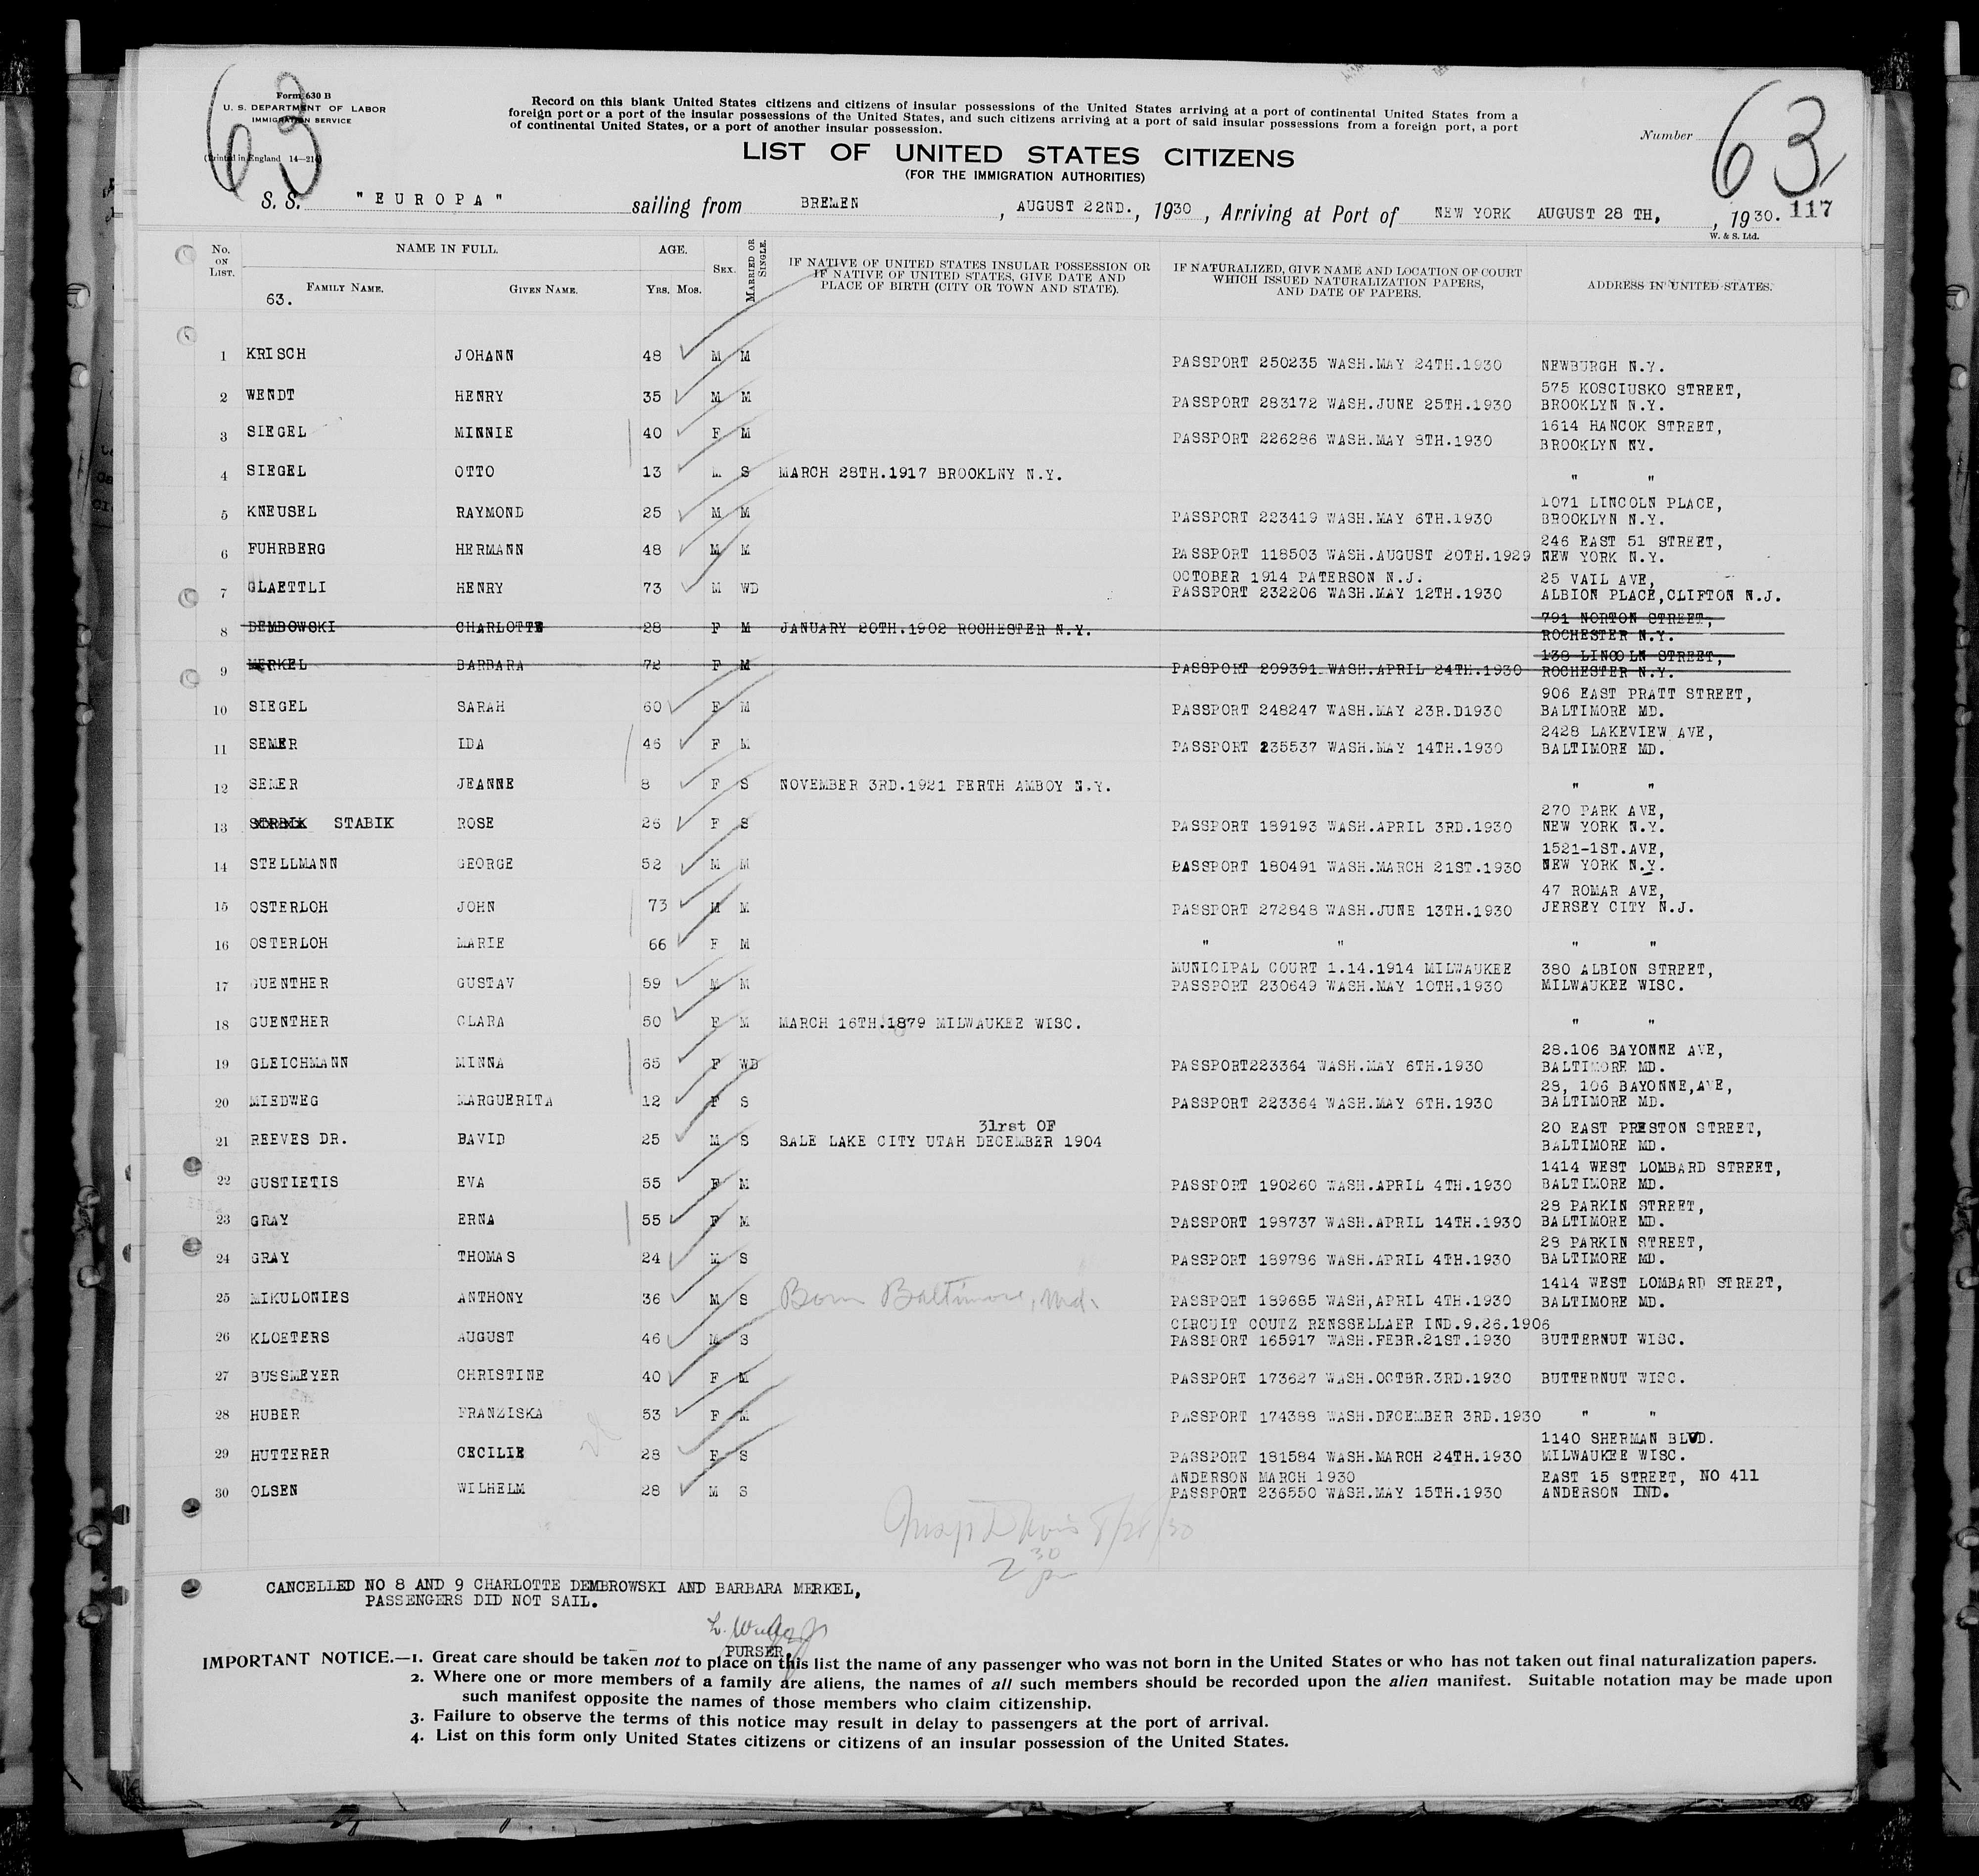 63
63
Form 630 B
U. S. DEPARTMENT OF LABOR
IMMIGRATION SERVICE
(Printed in England 14—214)
Record on this blank United States citizens and citizens of insular possessions of the United States arriving at a port of continental United States from a
foreign port or a port of the insular possessions of the United States, and such citizens arriving at a port of said insular possessions from a foreign port, a port
of continental United States, or a port of another insular possession.
Number
LIST OF UNITED STATES CITIZENS
(FOR THE IMMIGRATION AUTHORITIES)
S. S. "EUROPA" sailing from BREMEN, AUGUST 22ND., 1930, Arriving at Port of NEW YORK AUGUST 28 TH, , 1930. 117
W. & S. Ltd.
No. ON LIST. NAME IN FULL. AGE. SEX. MARRIED OR SINGLE. IF NATIVE OF UNITED STATES INSULAR POSSESSION OR IF NATIVE OF UNITED STATES, GIVE DATE AND PLACE OF BIRTH (CITY OR TOWN AND STATE). IF NATURALIZED, GIVE NAME AND LOCATION OF COURT WHICH ISSUED NATURALIZATION PAPERS, AND DATE OF PAPERS. ADDRESS IN UNITED STATES.
63. FAMILY NAME. GIVEN NAME. YRS. MOS.
1 KRISCH JOHANN 48 M M PASSPORT 250235 WASH.MAY 24TH.1930 NEWBURGH N.Y.
2 WENDT HENRY 35 M M PASSPORT 283172 WASH.JUNE 25TH.1930 575 KOSCIUSKO STREET, BROOKLYN N.Y.
3 SIEGEL MINNIE 40 F M PASSPORT 226286 WASH.MAY 8TH.1930 1614 HANCOK STREET, BROOKLYN NY.
4 SIEGEL OTTO 13 M S MARCH 28TH.1917 BROOKLNY N.Y. " "
5 KNEUSEL RAYMOND 25 M M PASSPORT 223419 WASH.MAY 6TH.1930 1071 LINCOLN PLACE, BROOKLYN N.Y.
6 FUHRBERG HERMANN 48 M M PASSPORT 118503 WASH.AUGUST 20TH.1929 246 EAST 51 STREET, NEW YORK N.Y.
7 GLAETTLI HENRY 73 M WD OCTOBER 1914 PATERSON N.J. PASSPORT 232206 WASH.MAY 12TH.1930 25 VAIL AVE, ALBION PLACE,CLIFTON N.J.
8 DEMBOWSKI CHARLOTTE 28 F M JANUARY 20TH.1902 ROCHESTER N.Y. 791 NORTON STREET, ROCHESTER N.Y.
9 MERKEL BARBARA 72 F M PASSPORT 209391 WASH.APRIL 24TH.1930 138 LINCOLN STREET, ROCHESTER N.Y.
10 SIEGEL SARAH 60 F M PASSPORT 248247 WASH.MAY 23R.D1930 906 EAST PRATT STREET, BALTIMORE MD.
11 SEMER IDA 46 F M PASSPORT 235537 WASH.MAY 14TH.1930 2428 LAKEVIEW AVE, BALTIMORE MD.
12 SEMER JEANNE 8 F S NOVEMBER 3RD.1921 PERTH AMBOY N.Y. " "
13 STABIK ROSE 26 F S PASSPORT 189193 WASH.APRIL 3RD.1930 270 PARK AVE, NEW YORK N.Y.
14 STELLMANN GEORGE 52 M M PASSPORT 180491 WASH.MARCH 21ST.1930 1521-1ST.AVE, NEW YORK N.Y.
15 OSTERLOH JOHN 73 M M PASSPORT 272848 WASH.JUNE 13TH.1930 47 ROMAR AVE, JERSEY CITY N.J.
16 OSTERLOH MARIE 66 F M " " " "
17 GUENTHER GUSTAV 59 M M MUNICIPAL COURT 1.14.1914 MILWAUKEE PASSPORT 230649 WASH.MAY 10TH.1930 380 ALBION STREET, MILWAUKEE WISC.
18 GUENTHER CLARA 50 F M MARCH 16TH.1879 MILWAUKEE WISC. " "
19 GLEICHMANN MINNA 65 F WD PASSPORT223364 WASH.MAY 6TH.1930 28.106 BAYONNE AVE, BALTIMORE MD.
20 MIEDWEG MARGUERITA 12 F S PASSPORT 223364 WASH.MAY 6TH.1930 28, 106 BAYONNE,AVE, BALTIMORE MD.
21 REEVES DR. BAVID 25 M S SALE LAKE CITY UTAH 31rst OF DECEMBER 1904 20 EAST PRESTON STREET, BALTIMORE MD.
22 GUSTIETIS EVA 55 F M PASSPORT 190260 WASH.APRIL 4TH.1930 1414 WEST LOMBARD STREET, BALTIMORE MD.
23 GRAY ERNA 55 F M PASSPORT 198737 WASH.APRIL 14TH.1930 28 PARKIN STREET, BALTIMORE MD.
24 GRAY THOMAS 24 M S PASSPORT 189786 WASH.APRIL 4TH.1930 28 PARKIN STREET, BALTIMORE MD.
25 MIKULONIES ANTHONY 36 M S Born Baltimore, Md. PASSPORT 189685 WASH,APRIL 4TH.1930 1414 WEST LOMBARD STREET, BALTIMORE MD.
26 KLOETERS AUGUST 46 M S CIRCUIT COUTZ RENSSELLAER IND.9.26.1906 PASSPORT 165917 WASH.FEBR.21ST.1930 BUTTERNUT WISC.
27 BUSSMEYER CHRISTINE 40 F M PASSPORT 173627 WASH.OCTBR.3RD.1930 BUTTERNUT WISC.
28 HUBER FRANZISKA 53 F M PASSPORT 174388 WASH.DECEMBER 3RD.1930 " "
29 HUTTERER CECILIE 28 F S PASSPORT 181584 WASH.MARCH 24TH.1930 1140 SHERMAN BLVD. MILWAUKEE WISC.
30 OLSEN WILHELM 28 M S ANDERSON MARCH 1930 PASSPORT 236550 WASH.MAY 15TH.1930 EAST 15 STREET, NO 411 ANDERSON IND.
8/28/30
2 30 pm
CANCELLED NO 8 AND 9 CHARLOTTE DEMBROWSKI AND BARBARA MERKEL,
PASSENGERS DID NOT SAIL.
PURSER.
IMPORTANT NOTICE.—1. Great care should be taken not to place on this list the name of any passenger who was not born in the United States or who has not taken out final naturalization papers.
2. Where one or more members of a family are aliens, the names of all such members should be recorded upon the alien manifest. Suitable notation may be made upon
such manifest opposite the names of those members who claim citizenship.
3. Failure to observe the terms of this notice may result in delay to passengers at the port of arrival.
4. List on this form only United States citizens or citizens of an insular possession of the United States.